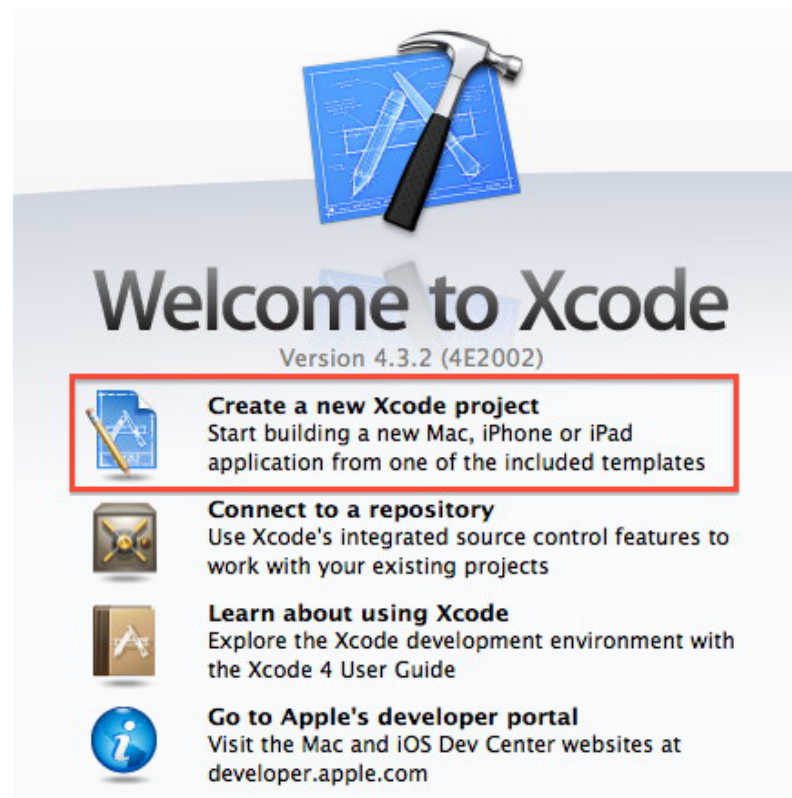 Welcome to Xcode
Version 4.3.2 (4E2002)
Create a new Xcode project
Start building a new Mac, iPhone or iPad
application from one of the included templates
Connect to a repository
Use Xcode's integrated source control features to
work with your existing projects
Learn about using Xcode
Explore the Xcode development environment with
the Xcode 4 User Guide
Go to Apple's developer portal
Visit the Mac and iOS Dev Center websites at
developer.apple.com